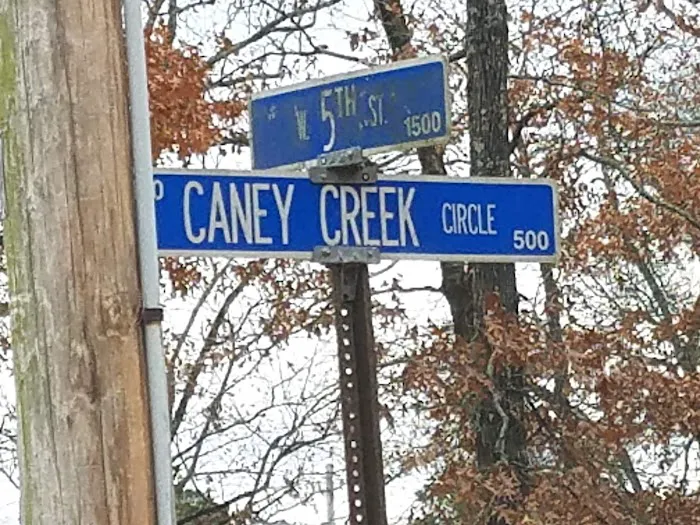 W. 5TH ST. 1500
CANEY CREEK CIRCLE 500